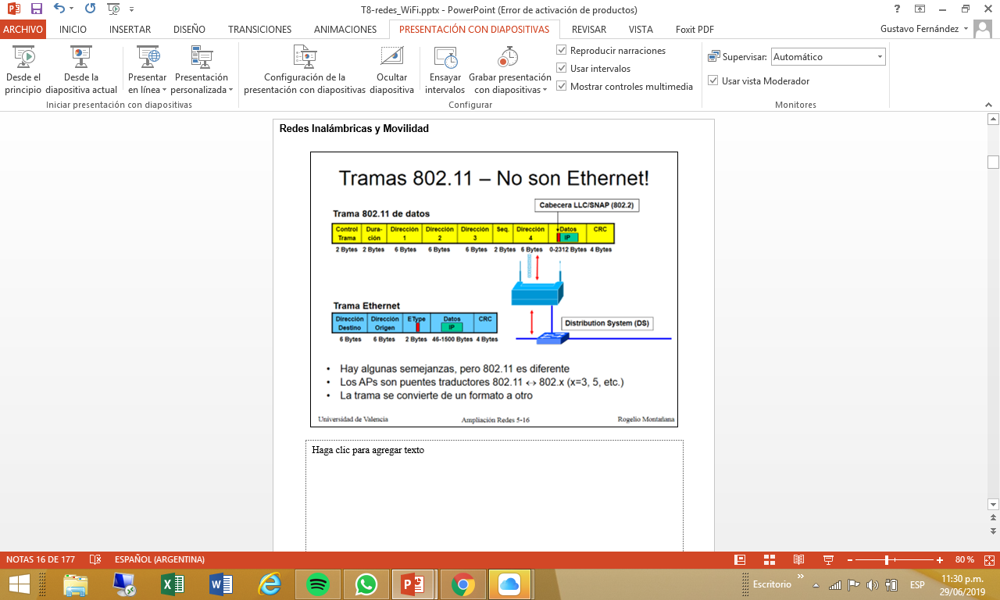 T8-redes_WiFi.pptx - PowerPoint (Error de activación de productos)
ARCHIVO INICIO INSERTAR DISEÑO TRANSICIONES ANIMACIONES PRESENTACIÓN CON DIAPOSITIVAS REVISAR VISTA Foxit PDF
Gustavo Fernández
Desde el principio
Desde la diapositiva actual
Presentar en línea
Presentación personalizada
Iniciar presentación con diapositivas
Configuración de la presentación con diapositivas
Ocultar diapositiva
Ensayar intervalos
Grabar presentación con diapositivas
Reproducir narraciones
Usar intervalos
Mostrar controles multimedia
Configurar
Supervisar: Automático
Usar vista Moderador
Monitores
Redes Inalámbricas y Movilidad
Tramas 802.11 – No son Ethernet!
Cabecera LLC/SNAP (802.2)
Trama 802.11 de datos
Control Trama
Dura-ción
Dirección 1
Dirección 2
Dirección 3
Seq.
Dirección 4
Datos
IP
CRC
2 Bytes 2 Bytes 6 Bytes 6 Bytes 6 Bytes 2 Bytes 6 Bytes 0-2312 Bytes 4 Bytes
Trama Ethernet
Dirección Destino
Dirección Origen
EType
Datos
IP
CRC
6 Bytes 6 Bytes 2 Bytes 46-1500 Bytes 4 Bytes
Distribution System (DS)
• Hay algunas semejanzas, pero 802.11 es diferente
• Los APs son puentes traductores 802.11 ↔ 802.x (x=3, 5, etc.)
• La trama se convierte de un formato a otro
Universidad de Valencia Ampliación Redes 5-16 Rogelio Montañana
Haga clic para agregar texto
NOTAS 16 DE 177 ESPAÑOL (ARGENTINA) 80 %
Escritorio ESP 11:30 p.m.
29/06/2019